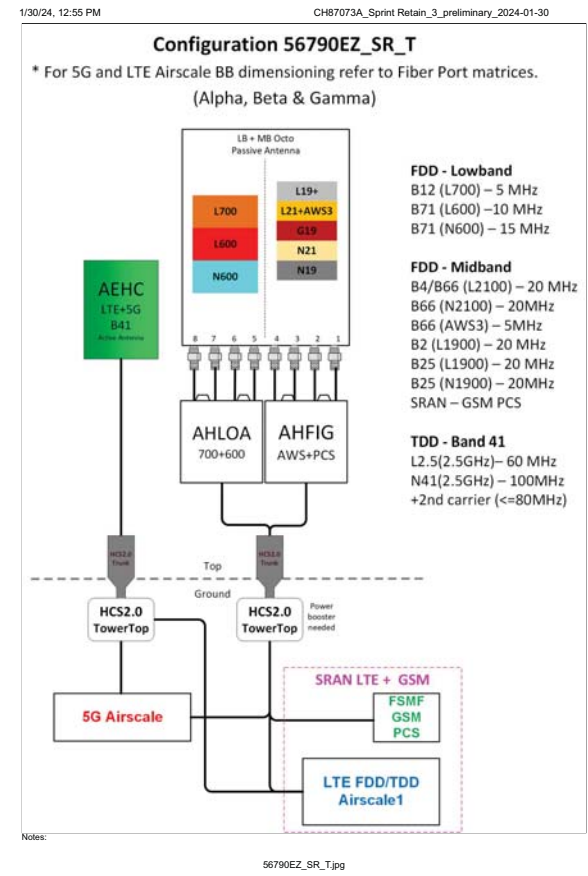 1/30/24, 12:55 PM
CH87073A_Sprint Retain_3_preliminary_2024-01-30
Configuration 56790EZ_SR_T
* For 5G and LTE Airscale BB dimensioning refer to Fiber Port matrices.
(Alpha, Beta & Gamma)
LB + MB Octo
Passive Antenna
L700
L600
N600
L19+
L21+AWS3
G19
N21
N19
8 7 6 5 4 3 2 1
AEHC
LTE+5G
B41
Active Antenna
AHLOA
700+600
AHFIG
AWS+PCS
FDD - Lowband
B12 (L700) – 5 MHz
B71 (L600) –10 MHz
B71 (N600) – 15 MHz
FDD - Midband
B4/B66 (L2100) – 20 MHz
B66 (N2100) – 20MHz
B66 (AWS3) – 5MHz
B2 (L1900) – 20 MHz
B25 (L1900) – 20 MHz
B25 (N1900) – 20MHz
SRAN – GSM PCS
TDD - Band 41
L2.5(2.5GHz)– 60 MHz
N41(2.5GHz) – 100MHz
+2nd carrier (<=80MHz)
HCS2.0
Trunk
HCS2.0
Trunk
Top
Ground
HCS2.0
TowerTop
HCS2.0
TowerTop
Power
booster
needed
SRAN LTE + GSM
5G Airscale
FSMF
GSM
PCS
LTE FDD/TDD
Airscale1
Notes:
56790EZ_SR_T.jpg